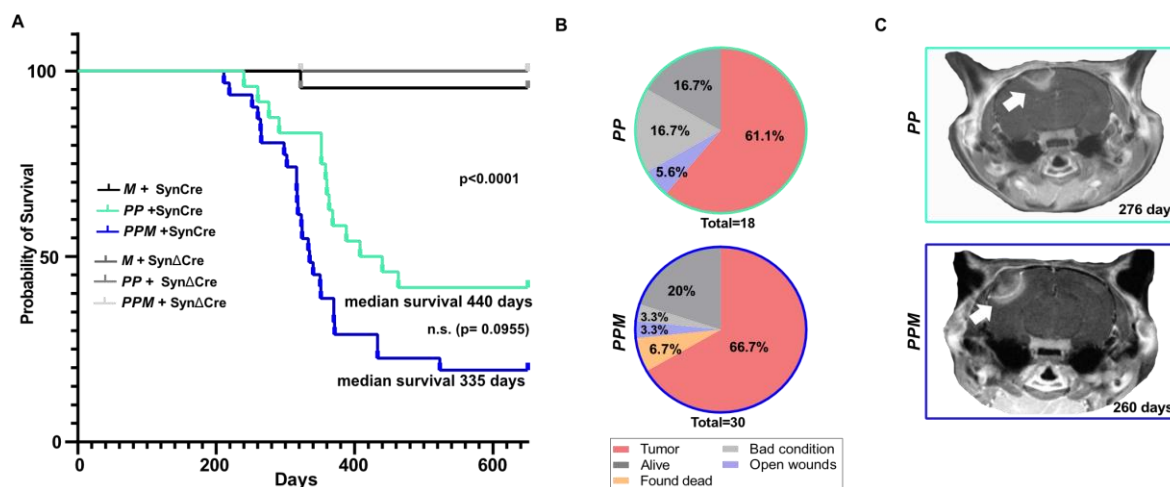 A
Probability of Survival
100
50
0
M + SynCre
PP +SynCre
PPM +SynCre
M + SynΔCre
PP + SynΔCre
PPM + SynΔCre
p<0.0001
median survival 440 days
n.s. (p= 0.0955)
median survival 335 days
0 200 400 600
Days
B
PP
16.7%
16.7%
61.1%
5.6%
Total=18
PPM
20%
3.3%
3.3%
6.7%
66.7%
Total=30
Tumor
Alive
Found dead
Bad condition
Open wounds
C
PP
276 day
PPM
260 days